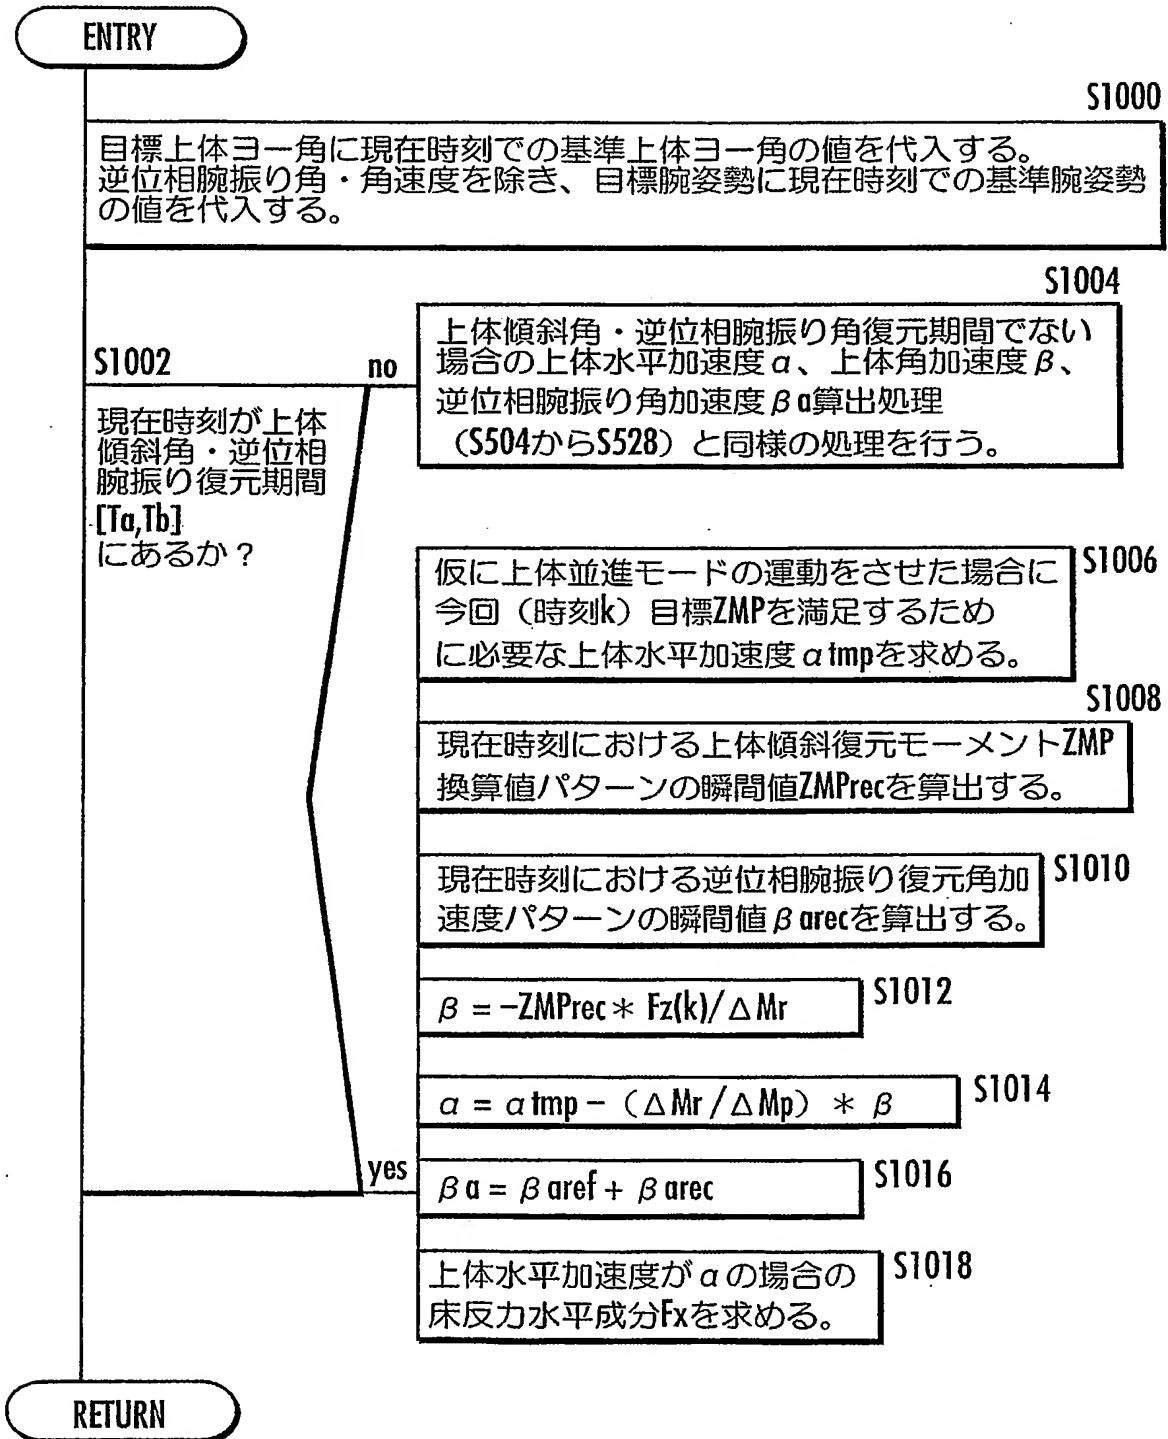 ENTRY
S1000
目標上体ヨー角に現在時刻での基準上体ヨー角の値を代入する。
逆位相腕振り角・角速度を除き、目標腕姿勢に現在時刻での基準腕姿勢
の値を代入する。
S1002
現在時刻が上体
傾斜角・逆位相
腕振り復元期間
[Ta,Tb]
にあるか？
no
S1004
上体傾斜角・逆位相腕振り角復元期間でない
場合の上体水平加速度α、上体角加速度β、
逆位相腕振り角加速度βa算出処理
（S504からS528）と同様の処理を行う。
yes
S1006
仮に上体並進モードの運動をさせた場合に
今回（時刻k）目標ZMPを満足するため
に必要な上体水平加速度αtmpを求める。
S1008
現在時刻における上体傾斜復元モーメントZMP
換算値パターンの瞬間値ZMPrecを算出する。
S1010
現在時刻における逆位相腕振り復元角加
速度パターンの瞬間値βarecを算出する。
S1012
β = -ZMPrec＊ Fz(k)/ΔMr
S1014
α = αtmp - （ΔMr/ΔMp）＊ β
S1016
βa = βaref + βarec
S1018
上体水平加速度がαの場合の
床反力水平成分Fxを求める。
RETURN